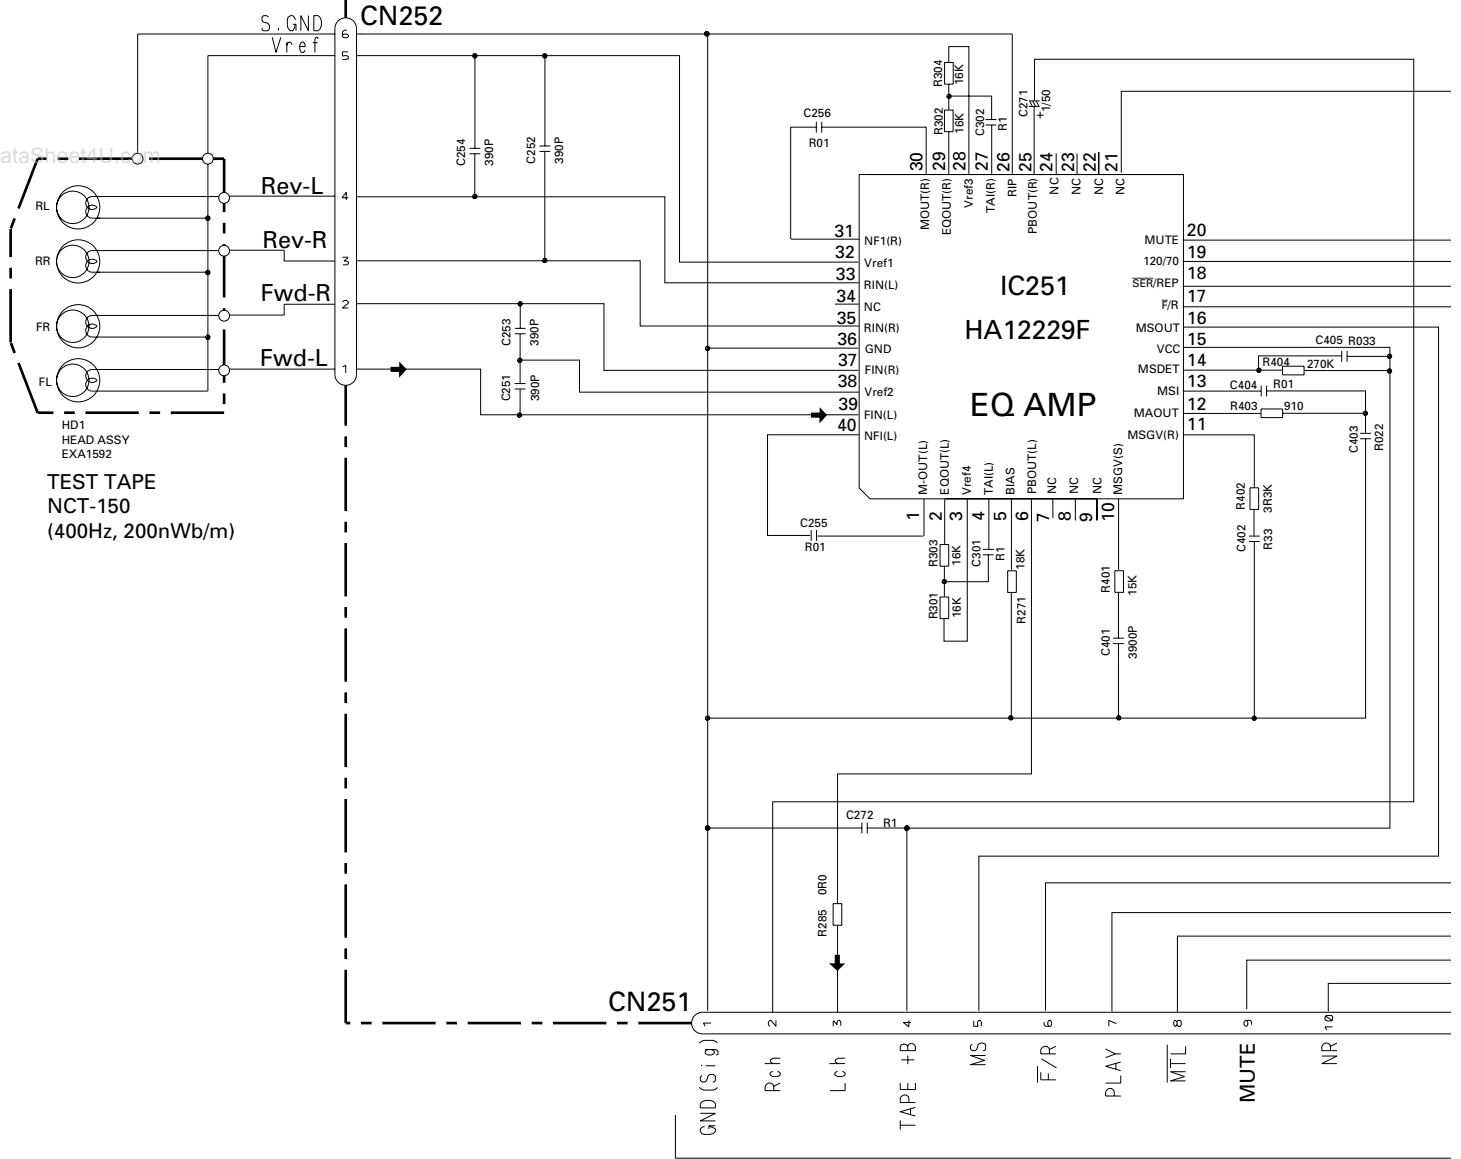 CN252
S.GND
Vref
6
5
ataSheet4U.com
RL
Rev-L
4
RR
Rev-R
3
FR
Fwd-R
2
FL
Fwd-L
1
HD1
HEAD ASSY
EXA1592
TEST TAPE
NCT-150
(400Hz, 200nWb/m)
C254
390P
C252
390P
C253
390P
C251
390P
C256
R01
R304
16K
R302
16K
C302
R1
C271
+1/50
30
29
28
27
26
25
24
23
22
21
MOUT(R)
EQOUT(R)
Vref3
TAI(R)
RIP
PBOUT(R)
NC
NC
NC
NC
31
NF1(R)
32
Vref1
33
RIN(L)
34
NC
35
RIN(R)
36
GND
37
FIN(R)
38
Vref2
39
FIN(L)
40
NFI(L)
IC251
HA12229F
EQ AMP
MUTE
20
120/70
19
SER/REP
18
F/R
17
MSOUT
16
VCC
15
MSDET
14
MSI
13
MAOUT
12
MSGV(R)
11
C405 R033
R404
270K
C404
R01
R403
910
C403
R022
R402
3R3K
C402
R33
M-OUT(L)
EQOUT(L)
Vref4
TAI(L)
BIAS
PBOUT(L)
NC
NC
NC
MSGV(S)
1
2
3
4
5
6
7
8
9
10
C255
R01
R303
16K
C301
R1
18K
R271
R301
16K
R401
15K
C401
3900P
C272
R1
R285
0R0
CN251
1
2
3
4
5
6
7
8
9
10
GND(Sig)
Rch
Lch
TAPE +B
MS
F/R
PLAY
MTL
MUTE
NR